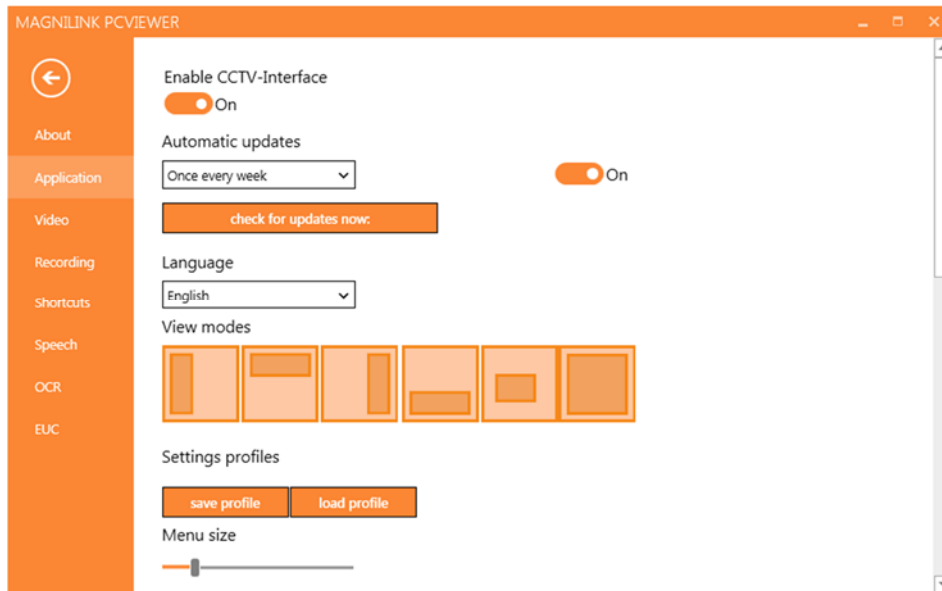 MAGNILINK PCVIEWER
Enable CCTV-Interface
On
About
Automatic updates
Application
Once every week
On
Video
check for updates now:
Recording
Language
Shortcuts
English
View modes
Speech
OCR
EUC
Settings profiles
save profile
load profile
Menu size